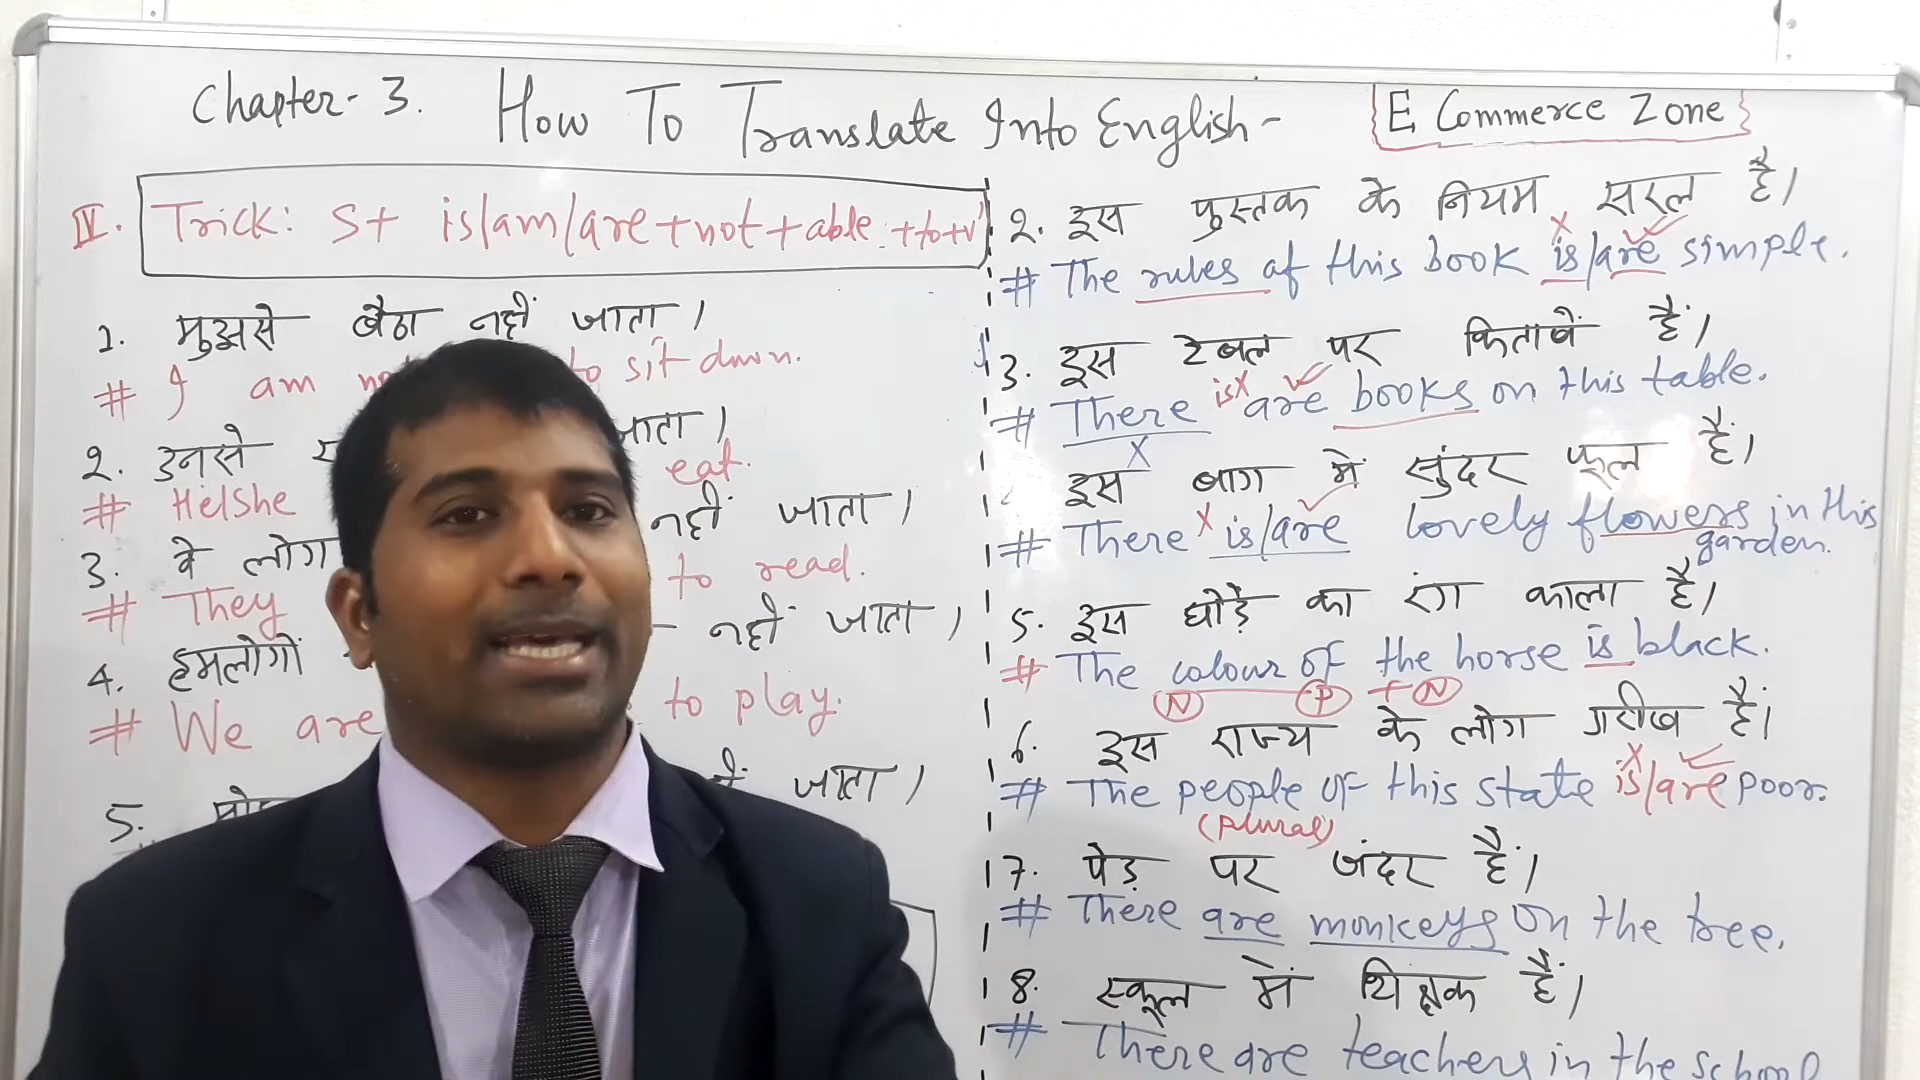 Chapter-3. How To Translate Into English-
E Commerce Zone
IV. Trick: S+ is/am/are+not+able+to+v'
1. मुझसे बैठा नहीं जाता।
# I am to sit down.
2. उनसे जाता।
# He/She eat.
3. वे लोग नहीं जाता।
# They to read.
4. हमलोगों नहीं जाता।
# We are to play.
5. जाता।
2. इस पुस्तक के नियम सरल है।
# The rules of this book is/are simple.
3. इस टेबल पर किताबें हैं।
is
# There are books on this table.
इस बाग में सुंदर फूल हैं।
# There is/are lovely flowers in this
garden.
5. इस घोड़े का रंग काला है।
# The colour of the horse is black.
N P + N
6. इस राज्य के लोग गरीब हैं।
# The people of this state is/are poor.
(plural)
7. पेड़ पर बंदर हैं।
# There are monkeys on the tree.
8. स्कूल में शिक्षक हैं।
# There are teachers in the school